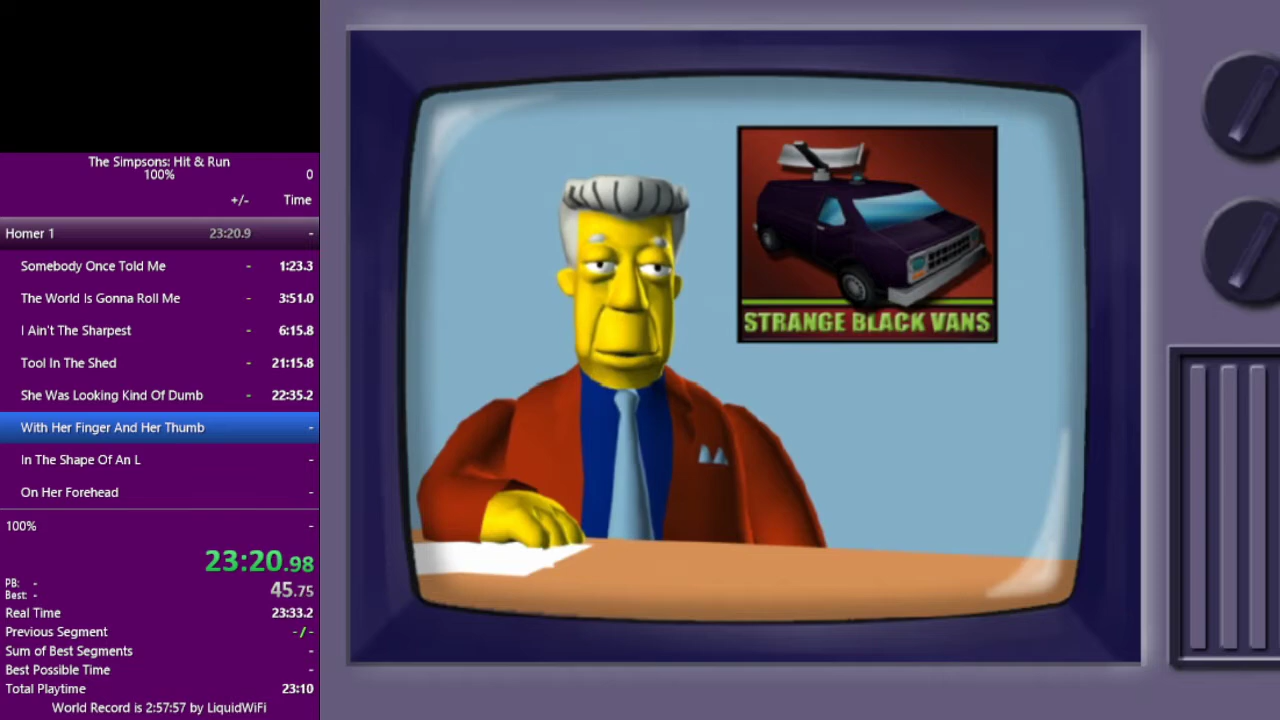 The Simpsons: Hit & Run
100% 0
+/- Time
Homer 1 23:20.9 -
Somebody Once Told Me - 1:23.3
The World Is Gonna Roll Me - 3:51.0
I Ain't The Sharpest - 6:15.8
Tool In The Shed - 21:15.8
She Was Looking Kind Of Dumb - 22:35.2
With Her Finger And Her Thumb -
In The Shape Of An L -
On Her Forehead -
100% -
23:20.98
PB: -
Best: - 45.75
Real Time 23:33.2
Previous Segment - / -
Sum of Best Segments -
Best Possible Time -
Total Playtime 23:10
World Record is 2:57:57 by LiquidWiFi
STRANGE BLACK VANS